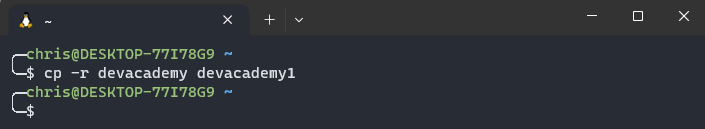 ~
chris@DESKTOP-77I78G9 ~
$ cp -r devacademy devacademy1
chris@DESKTOP-77I78G9 ~
$